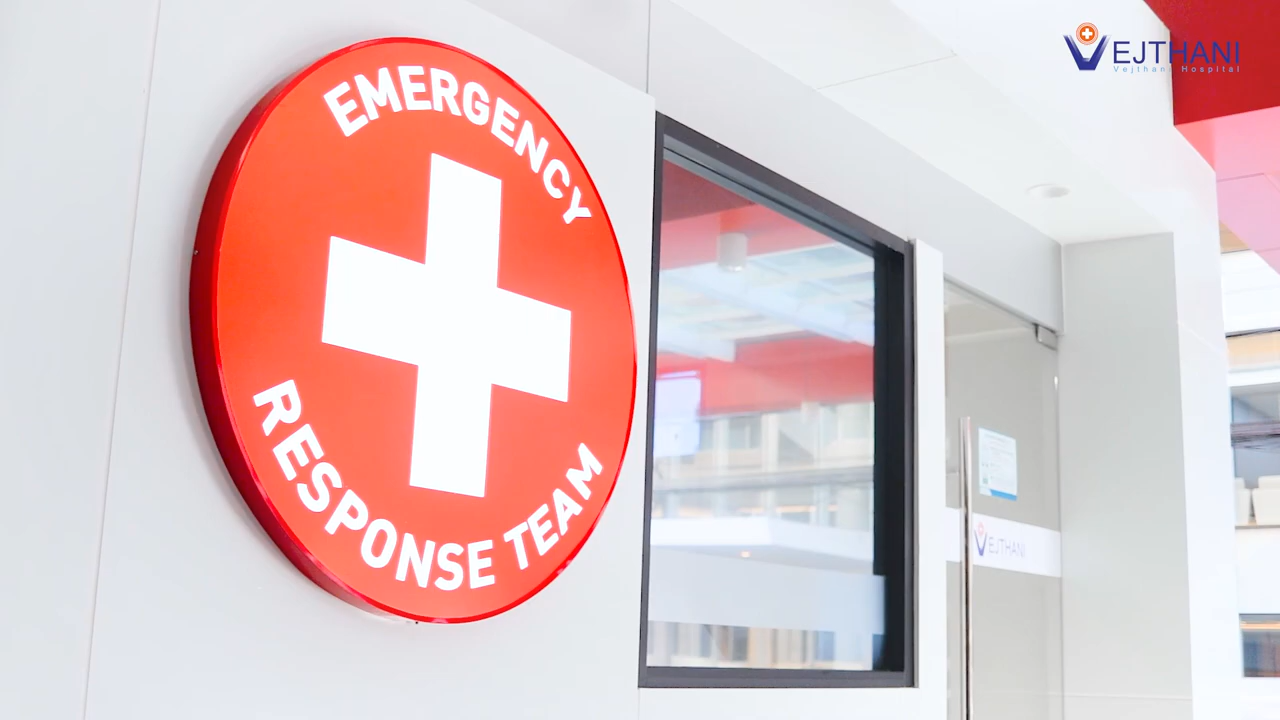 EMERGENCY
RESPONSE TEAM
VEJTHANI
Vejthani Hospital
VEJTHANI